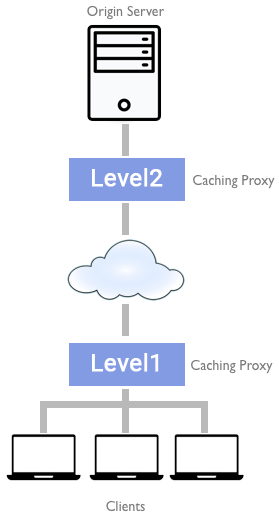 Origin Server
Level2
Caching Proxy
Level1
Caching Proxy
Clients